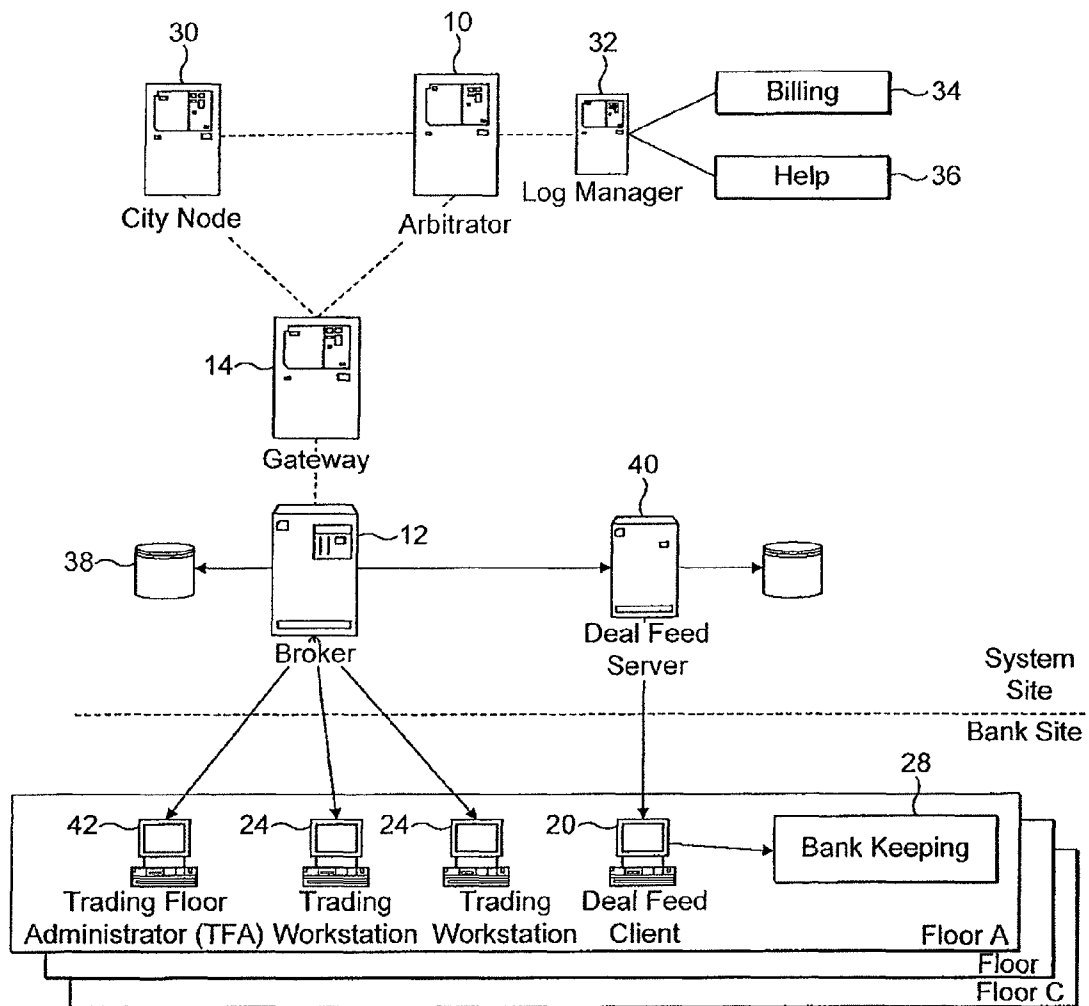 30
10
32
Billing
34
Help
36
City Node
Arbitrator
Log Manager
14
Gateway
40
38
12
Broker
Deal Feed
Server
System
Site
Bank Site
28
42
24
24
20
Bank Keeping
Trading Floor
Administrator (TFA)
Trading
Workstation
Trading
Workstation
Deal Feed
Client
Floor A
Floor
Floor C